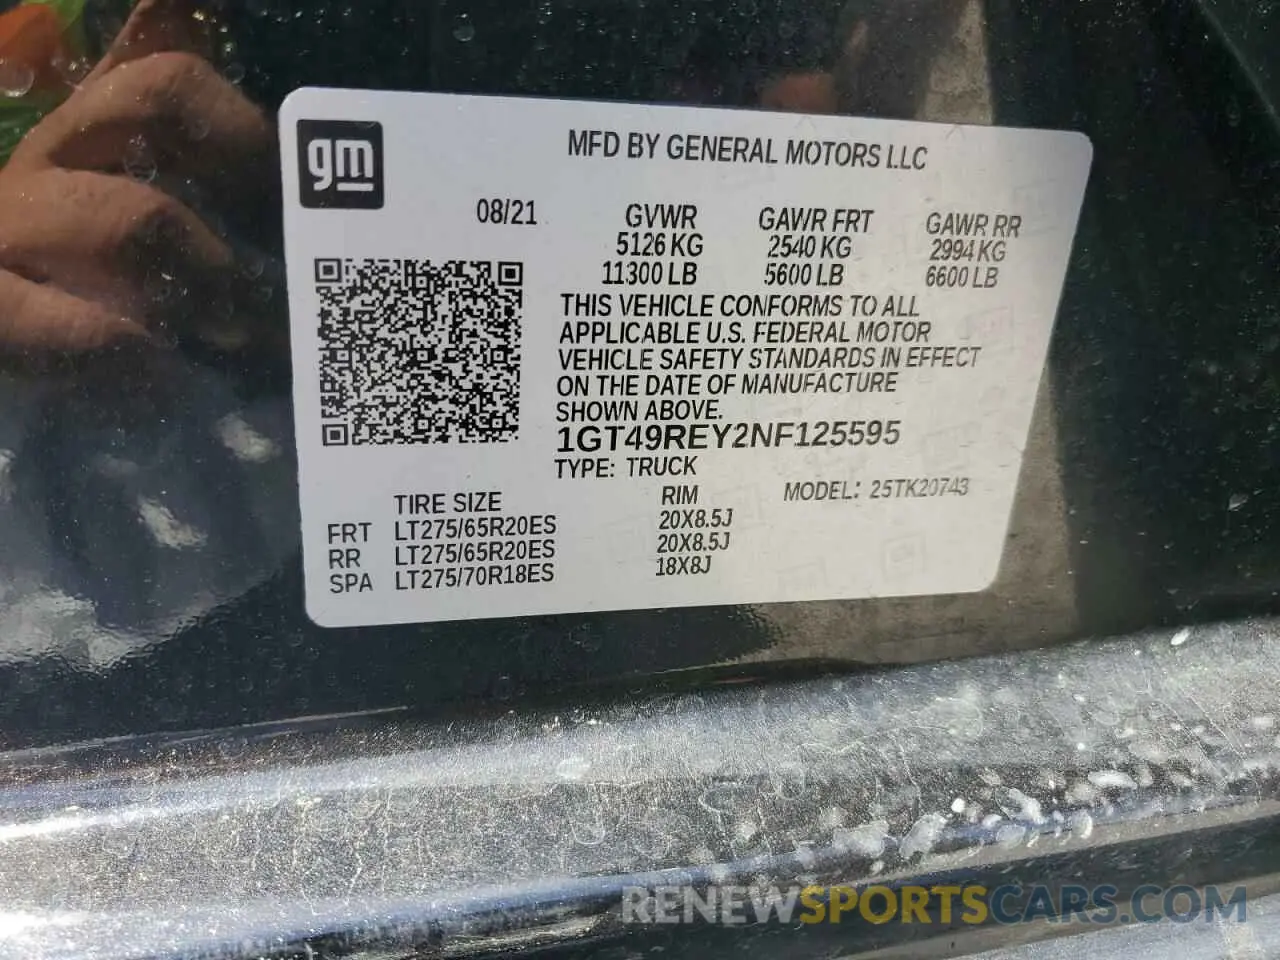 gm
MFD BY GENERAL MOTORS LLC
08/21 GVWR GAWR FRT GAWR RR
5126 KG 2540 KG 2994 KG
11300 LB 5600 LB 6600 LB
THIS VEHICLE CONFORMS TO ALL
APPLICABLE U.S. FEDERAL MOTOR
VEHICLE SAFETY STANDARDS IN EFFECT
ON THE DATE OF MANUFACTURE
SHOWN ABOVE.
1GT49REY2NF125595
TYPE: TRUCK
TIRE SIZE RIM MODEL: 25TK20743
FRT LT275/65R20ES 20X8.5J
RR LT275/65R20ES 20X8.5J
SPA LT275/70R18ES 18X8J
RENEWSPORTSCARS.COM